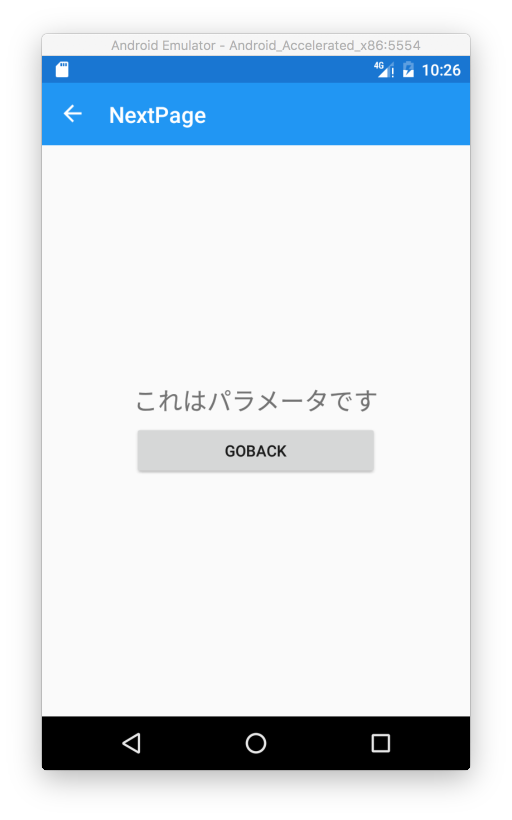 Android Emulator - Android_Accelerated_x86:5554
4G 10:26
NextPage
これはパラメータです
GOBACK